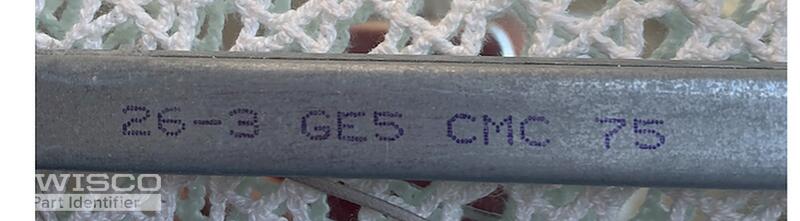 26-3 GE5 CMC 75
WISCO
Part Identifier